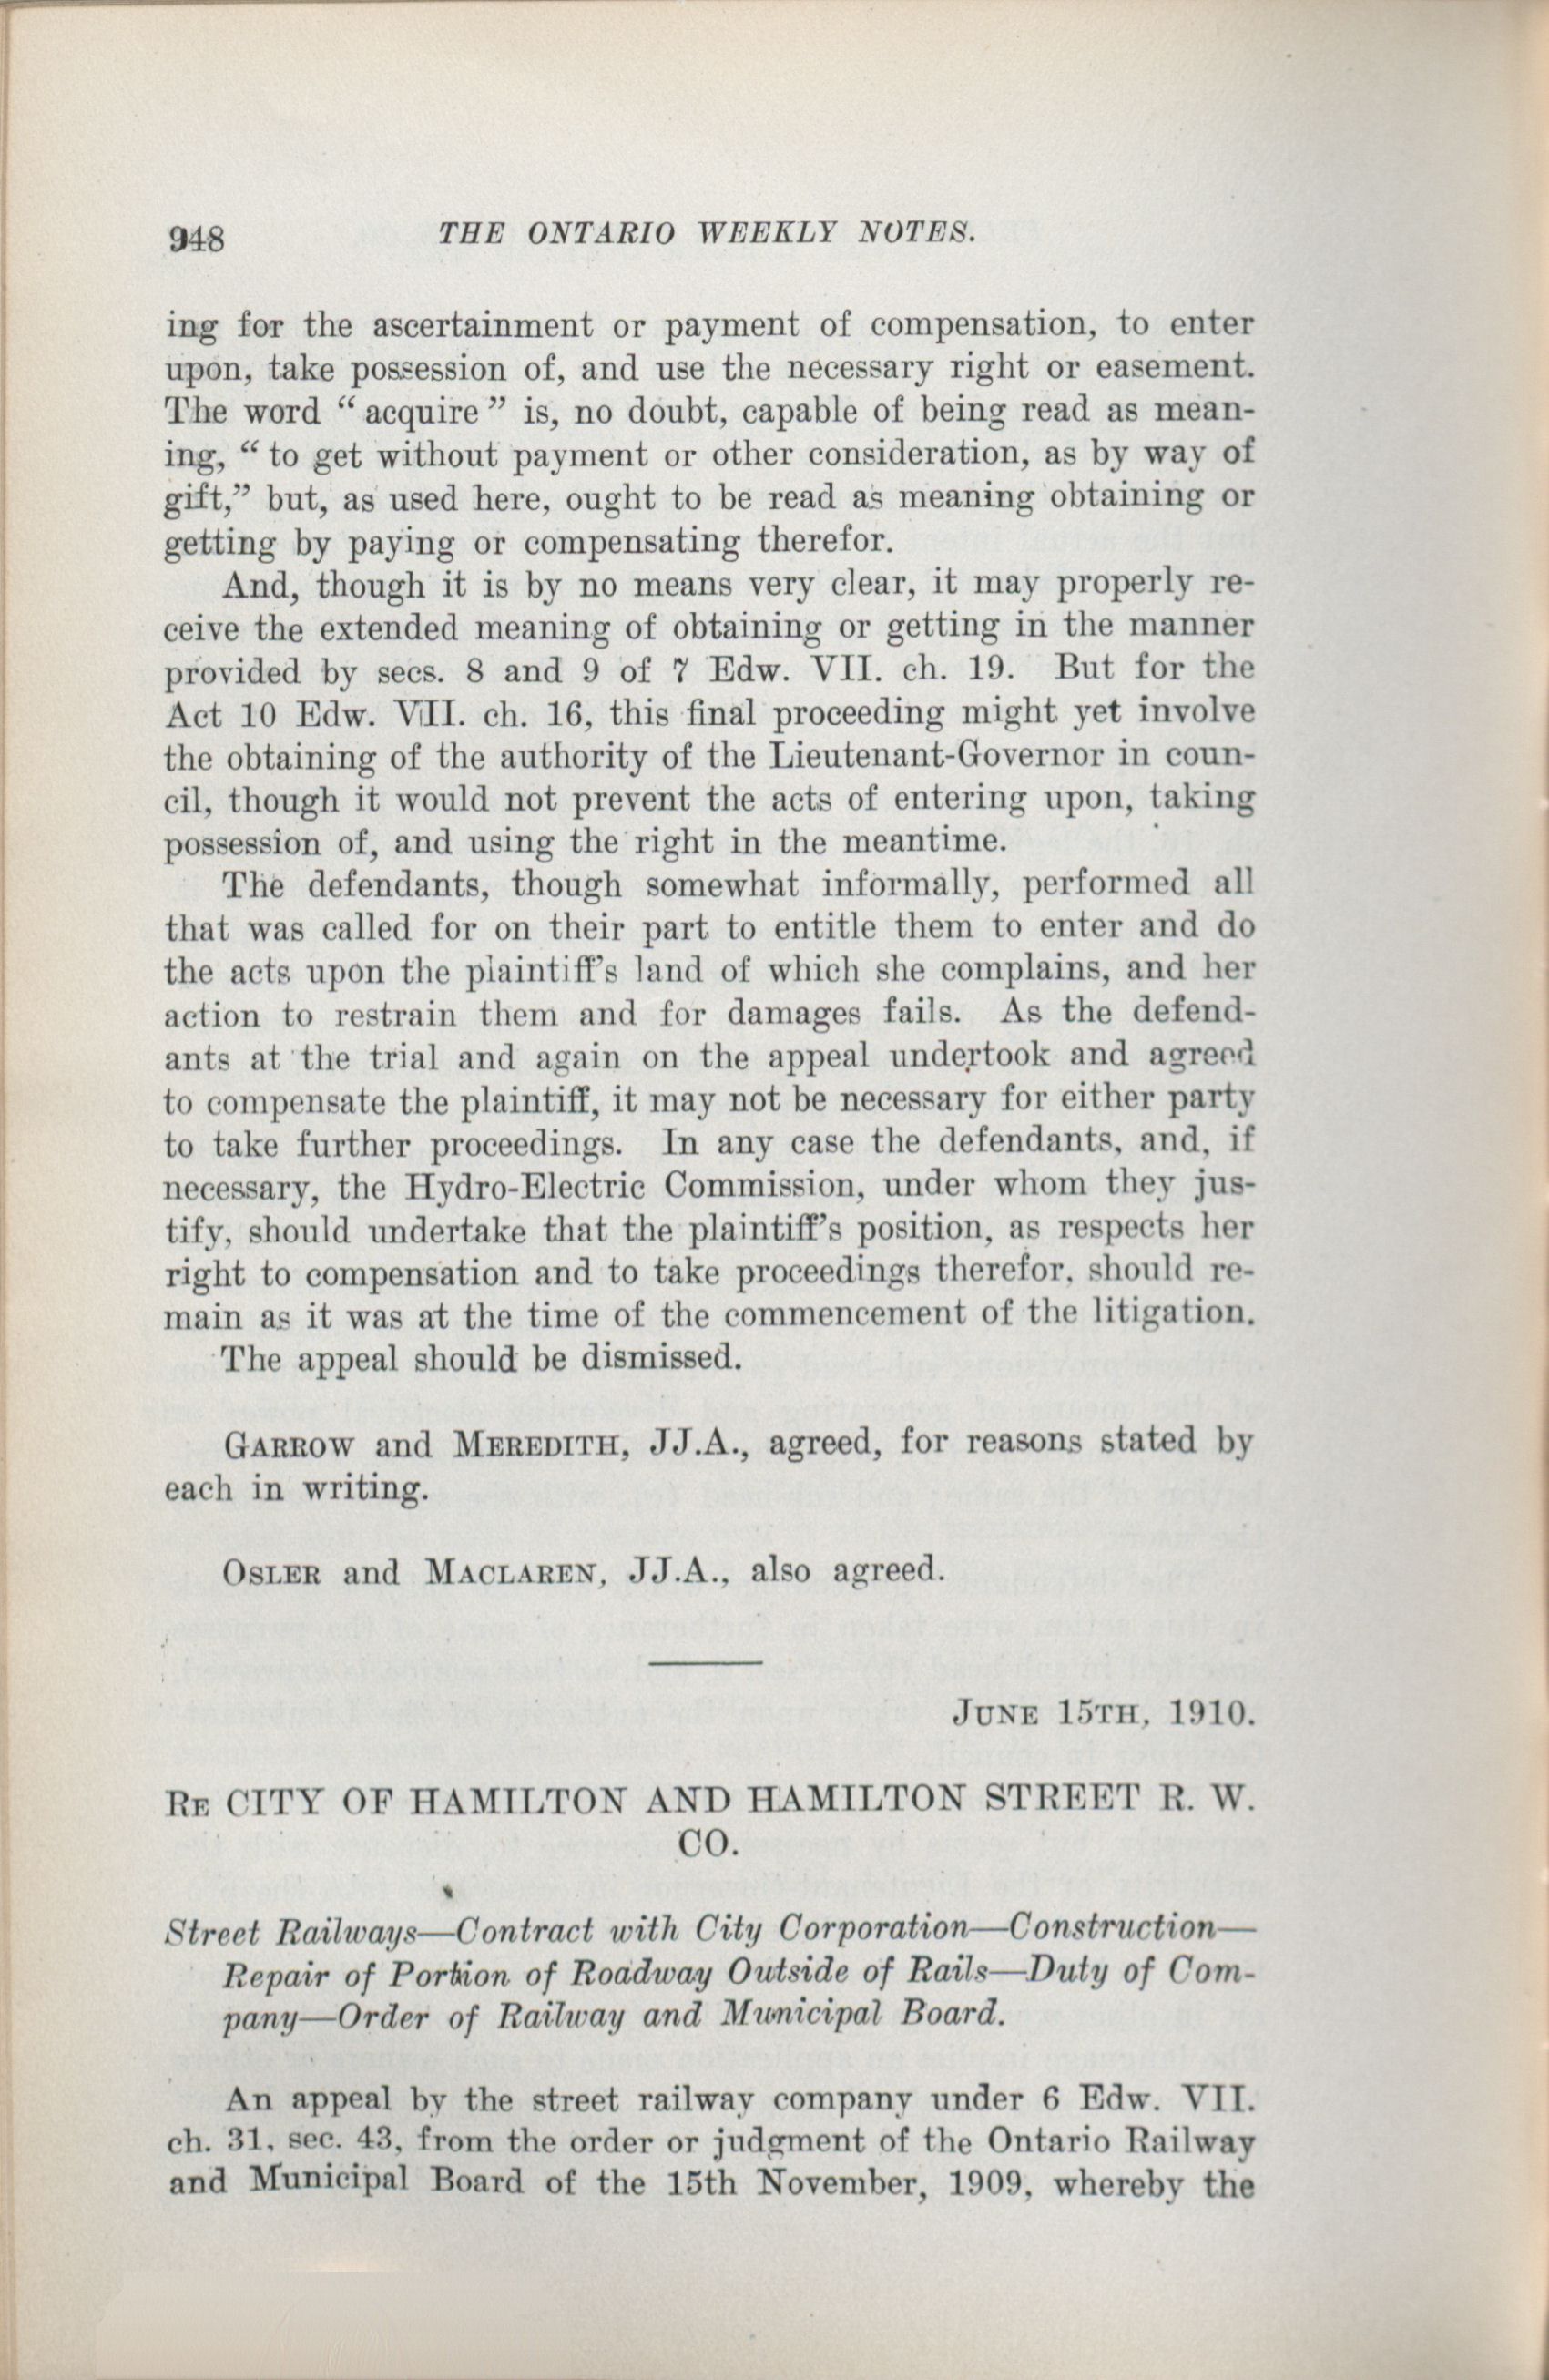 948 THE ONTARIO WEEKLY NOTES.
ing for the ascertainment or payment of compensation, to enter
upon, take possession of, and use the necessary right or easement.
The word “ acquire ” is, no doubt, capable of being read as mean-
ing, “ to get without payment or other consideration, as by way of
gift,” but, as used here, ought to be read as meaning obtaining or
getting by paying or compensating therefor.
And, though it is by no means very clear, it may properly re-
ceive the extended meaning of obtaining or getting in the manner
provided by secs. 8 and 9 of 7 Edw. VII. ch. 19. But for the
Act 10 Edw. VII. ch. 16, this final proceeding might yet involve
the obtaining of the authority of the Lieutenant-Governor in coun-
cil, though it would not prevent the acts of entering upon, taking
possession of, and using the right in the meantime.
The defendants, though somewhat informally, performed all
that was called for on their part to entitle them to enter and do
the acts upon the plaintiff’s land of which she complains, and her
action to restrain them and for damages fails. As the defend-
ants at the trial and again on the appeal undertook and agreed
to compensate the plaintiff, it may not be necessary for either party
to take further proceedings. In any case the defendants, and, if
necessary, the Hydro-Electric Commission, under whom they jus-
tify, should undertake that the plaintiff’s position, as respects her
right to compensation and to take proceedings therefor, should re-
main as it was at the time of the commencement of the litigation.
The appeal should be dismissed.
GARROW and MEREDITH, JJ.A., agreed, for reasons stated by
each in writing.
OSLER and MACLAREN, JJ.A., also agreed.
JUNE 15TH, 1910.
RE CITY OF HAMILTON AND HAMILTON STREET R. W.
CO.
Street Railways—Contract with City Corporation—Construction—
Repair of Portion of Roadway Outside of Rails—Duty of Com-
pany—Order of Railway and Municipal Board.
An appeal by the street railway company under 6 Edw. VII.
ch. 31, sec. 43, from the order or judgment of the Ontario Railway
and Municipal Board of the 15th November, 1909, whereby the